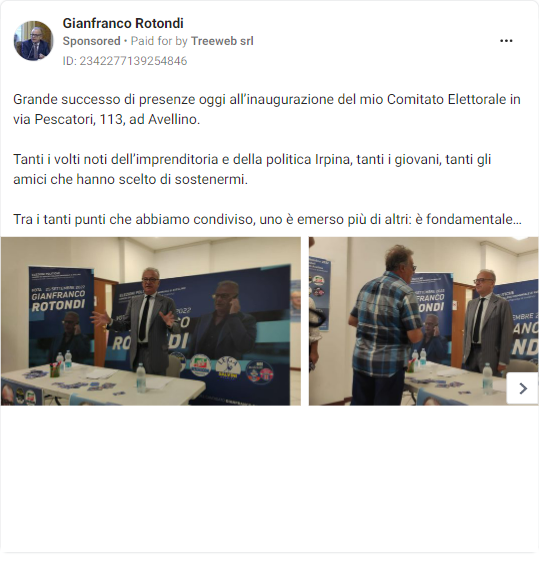 Gianfranco Rotondi
Sponsored • Paid for by Treeweb srl
ID: 2342277139254846
Grande successo di presenze oggi all'inaugurazione del mio Comitato Elettorale in
via Pescatori, 113, ad Avellino.
Tanti i volti noti dell'imprenditoria e della politica Irpina, tanti i giovani, tanti gli
amici che hanno scelto di sostenermi.
Tra i tanti punti che abbiamo condiviso, uno è emerso più di altri: è fondamentale...
GIANFRANCO
ROTONDI
GIANFRANCO
ROTONDI